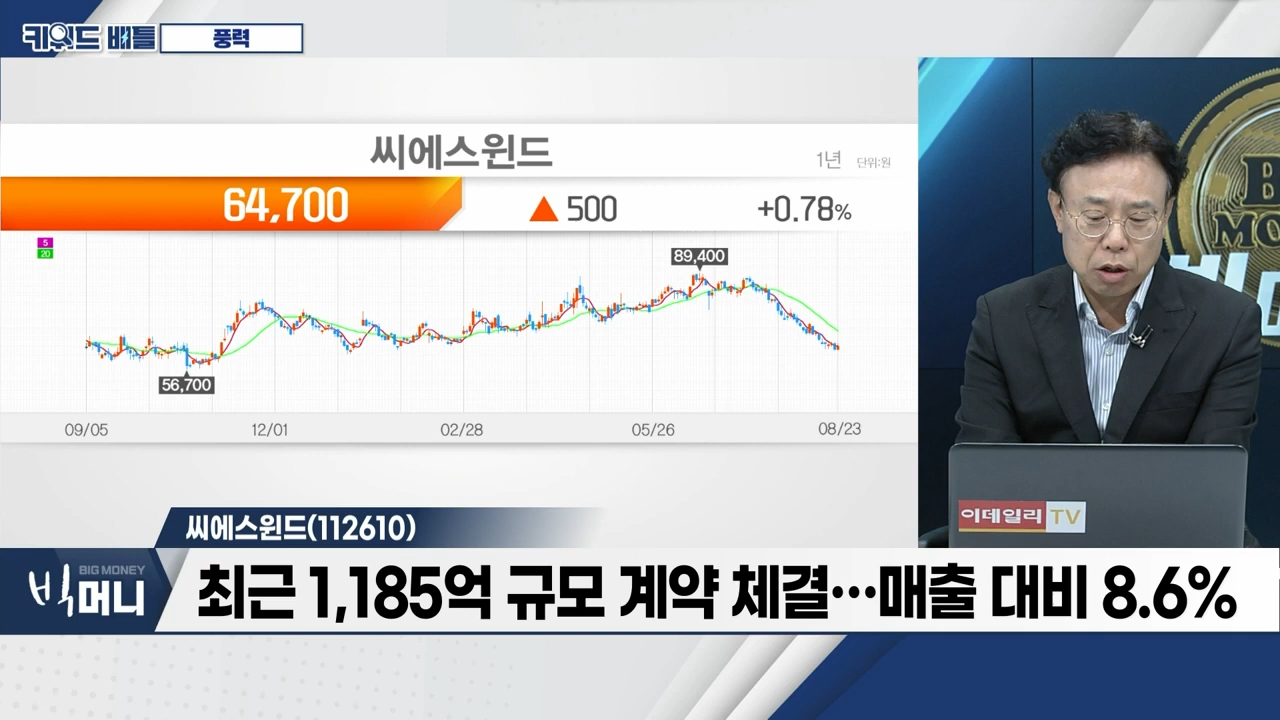 키워드 배틀 풍력
씨에스윈드
1년 단위:원
64,700 ▲500 +0.78%
5
20
89,400
56,700
09/05 12/01 02/28 05/26 08/23
이데일리TV
씨에스윈드(112610)
빅머니 BIG MONEY
최근 1,185억 규모 계약 체결…매출 대비 8.6%